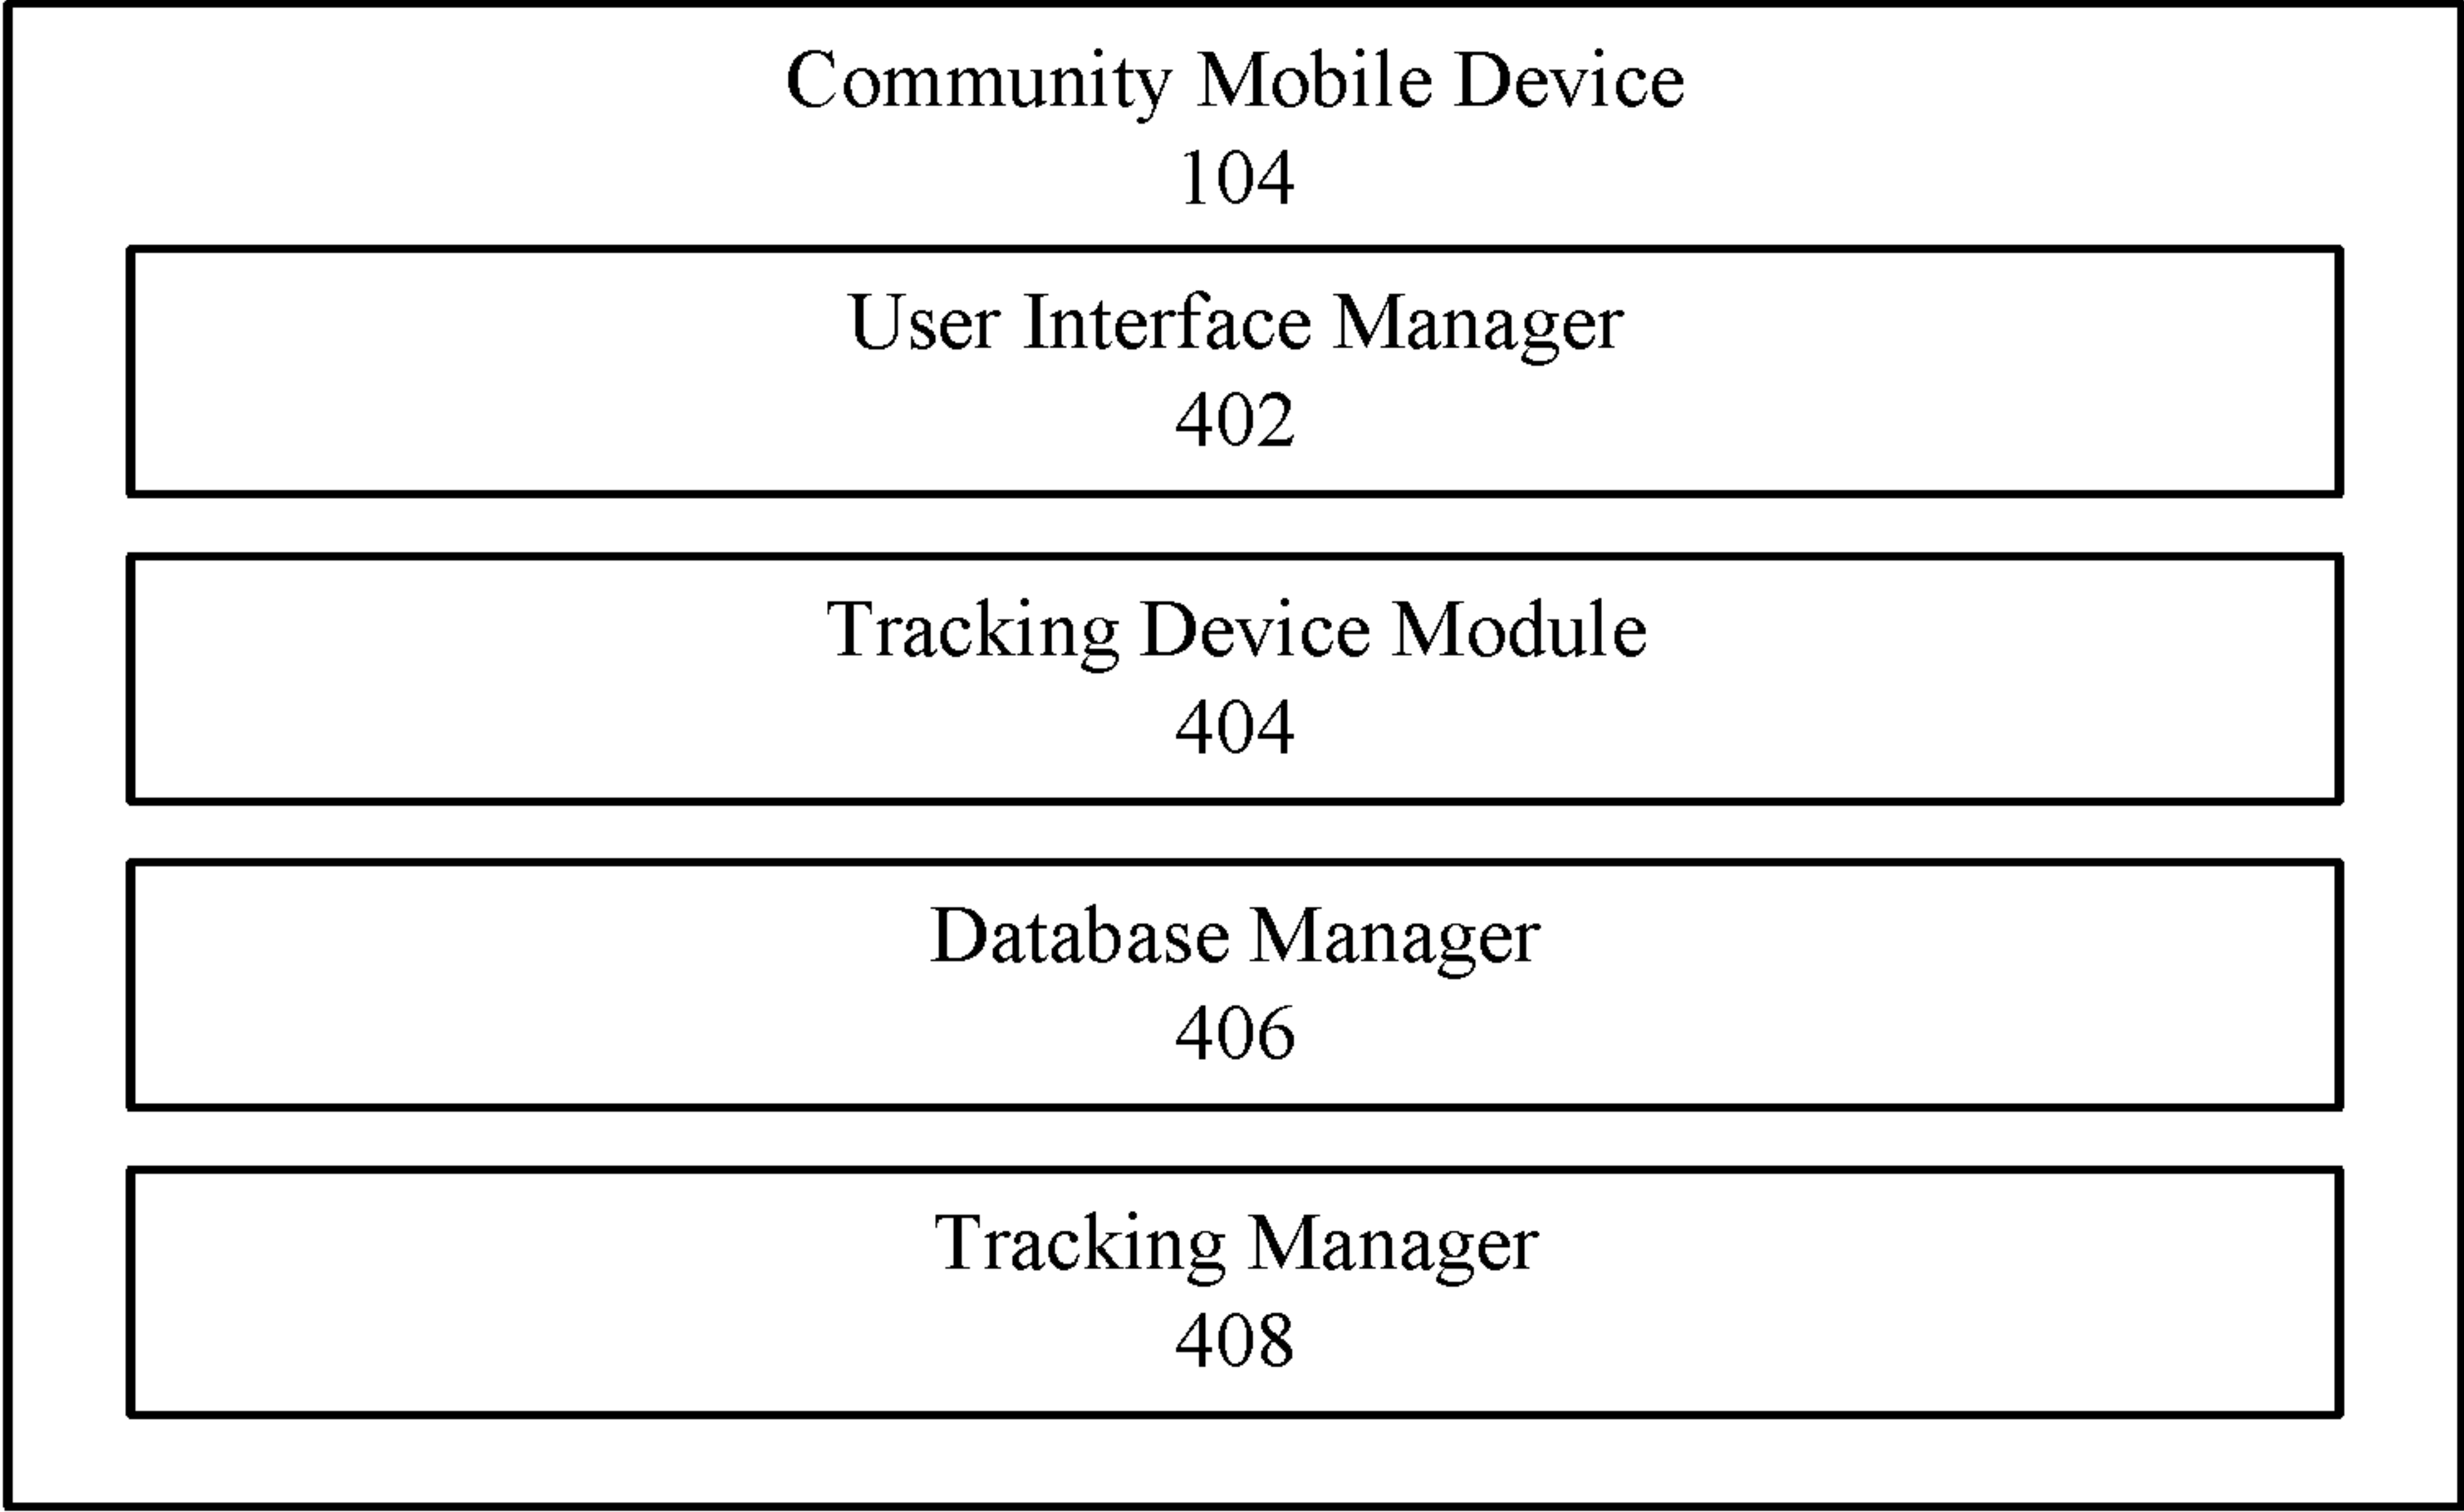 Community Mobile Device
104
User Interface Manager
402
Tracking Device Module
404
Database Manager
406
Tracking Manager
408